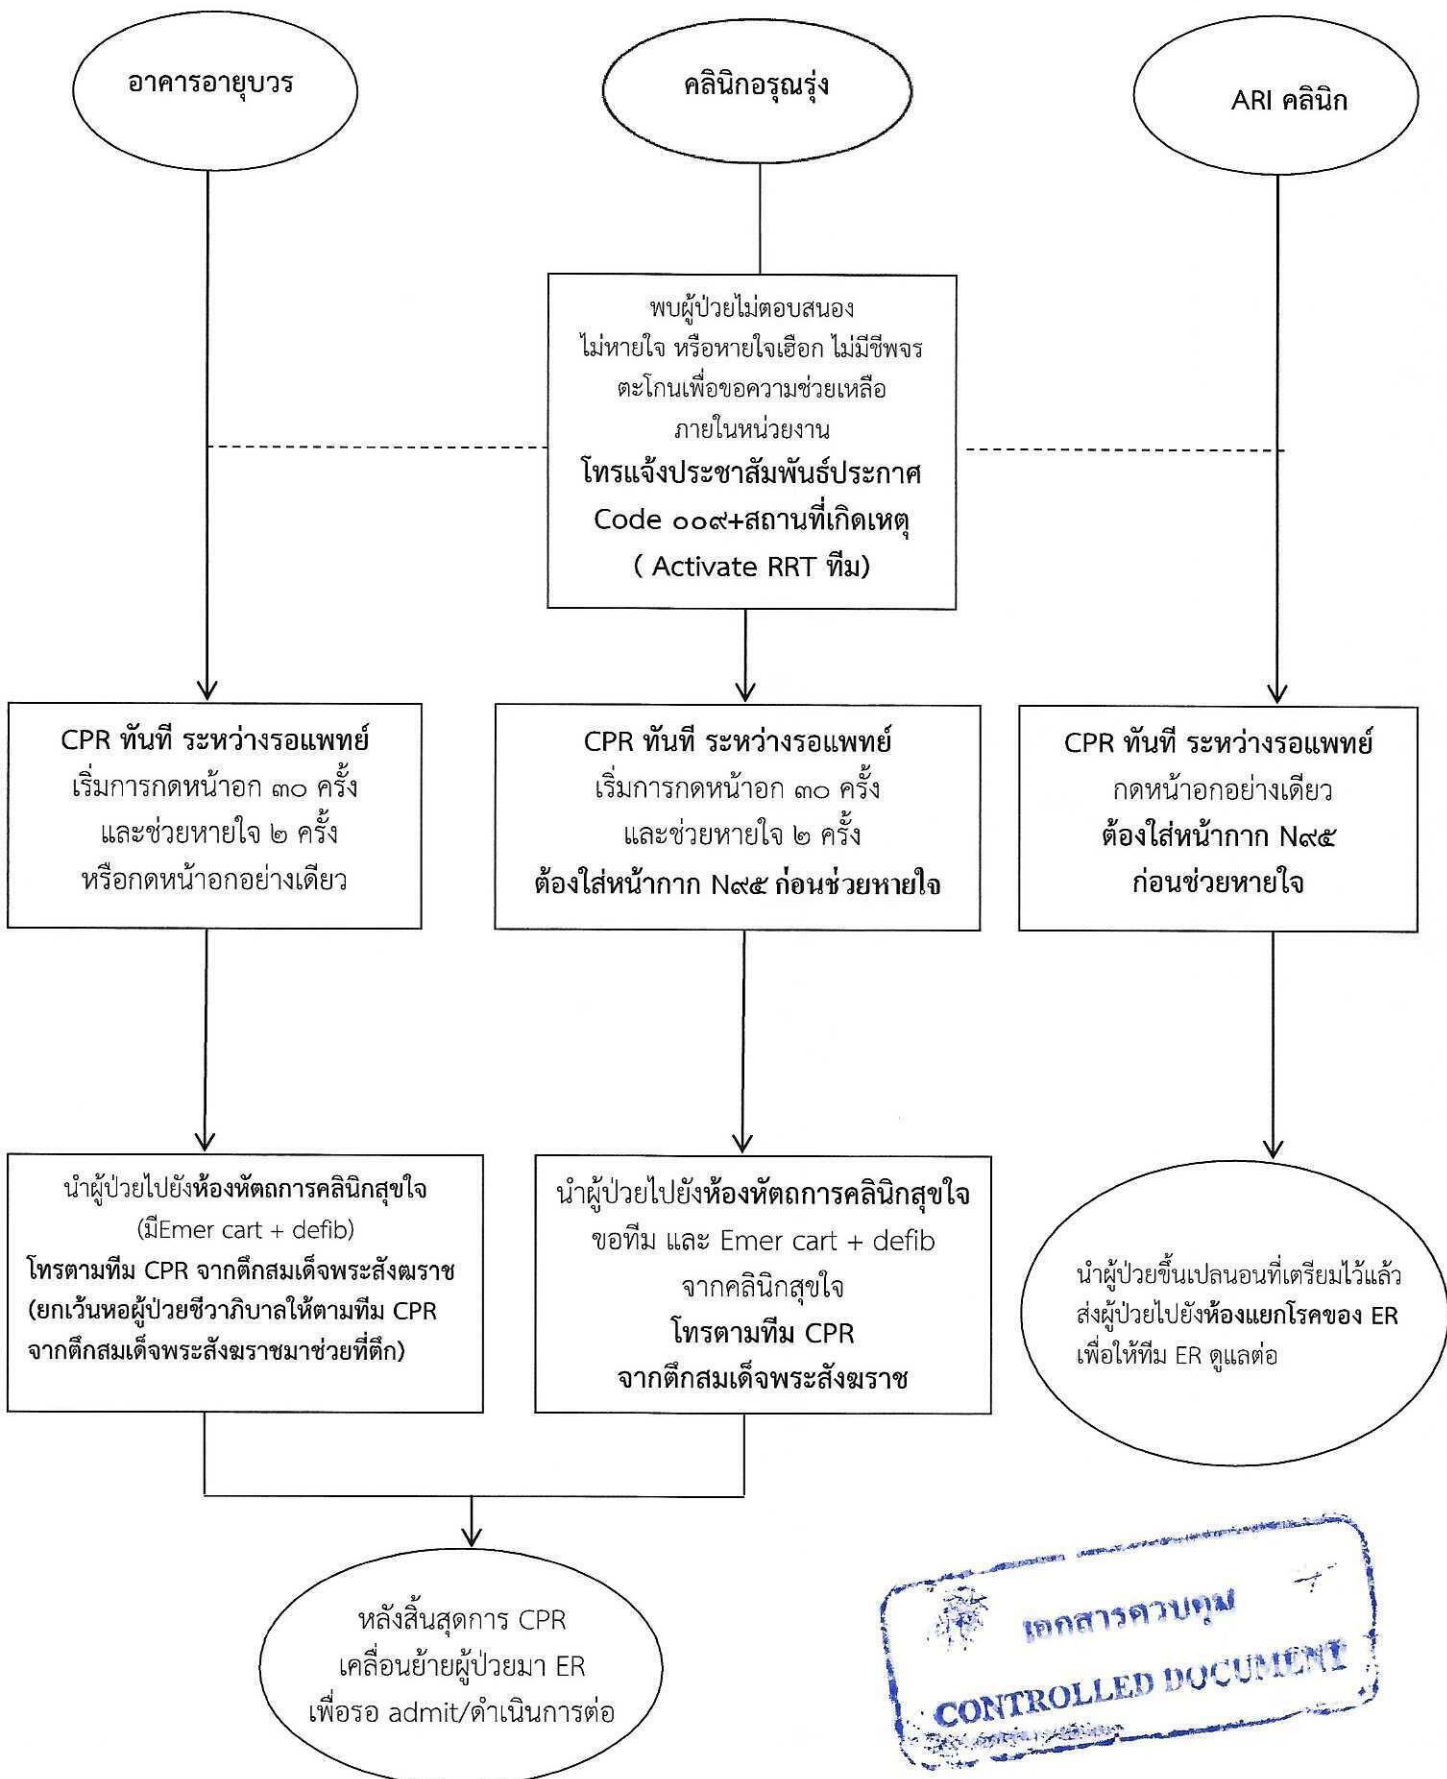 อาคารอายุบวร
คลินิกอรุณรุ่ง
ARI คลินิก
พบผู้ป่วยไม่ตอบสนอง
ไม่หายใจ หรือหายใจเฮือก ไม่มีชีพจร
ตะโกนเพื่อขอความช่วยเหลือ
ภายในหน่วยงาน
โทรแจ้งประชาสัมพันธ์ประกาศ
Code ๐๐๙+สถานที่เกิดเหตุ
( Activate RRT ทีม)
CPR ทันที ระหว่างรอแพทย์
เริ่มการกดหน้าอก ๓๐ ครั้ง
และช่วยหายใจ ๒ ครั้ง
หรือกดหน้าอกอย่างเดียว
CPR ทันที ระหว่างรอแพทย์
เริ่มการกดหน้าอก ๓๐ ครั้ง
และช่วยหายใจ ๒ ครั้ง
ต้องใส่หน้ากาก N๙๕ ก่อนช่วยหายใจ
CPR ทันที ระหว่างรอแพทย์
กดหน้าอกอย่างเดียว
ต้องใส่หน้ากาก N๙๕
ก่อนช่วยหายใจ
นำผู้ป่วยไปยังห้องหัตถการคลินิกสุขใจ
(มีEmer cart + defib)
โทรตามทีม CPR จากตึกสมเด็จพระสังฆราช
(ยกเว้นหอผู้ป่วยชีวาภิบาลให้ตามทีม CPR
จากตึกสมเด็จพระสังฆราชมาช่วยที่ตึก)
นำผู้ป่วยไปยังห้องหัตถการคลินิกสุขใจ
ขอทีม และ Emer cart + defib
จากคลินิกสุขใจ
โทรตามทีม CPR
จากตึกสมเด็จพระสังฆราช
นำผู้ป่วยขึ้นเปลนอนที่เตรียมไว้แล้ว
ส่งผู้ป่วยไปยังห้องแยกโรคของ ER
เพื่อให้ทีม ER ดูแลต่อ
หลังสิ้นสุดการ CPR
เคลื่อนย้ายผู้ป่วยมา ER
เพื่อรอ admit/ดำเนินการต่อ
เอกสารควบคุม
CONTROLLED DOCUMENT